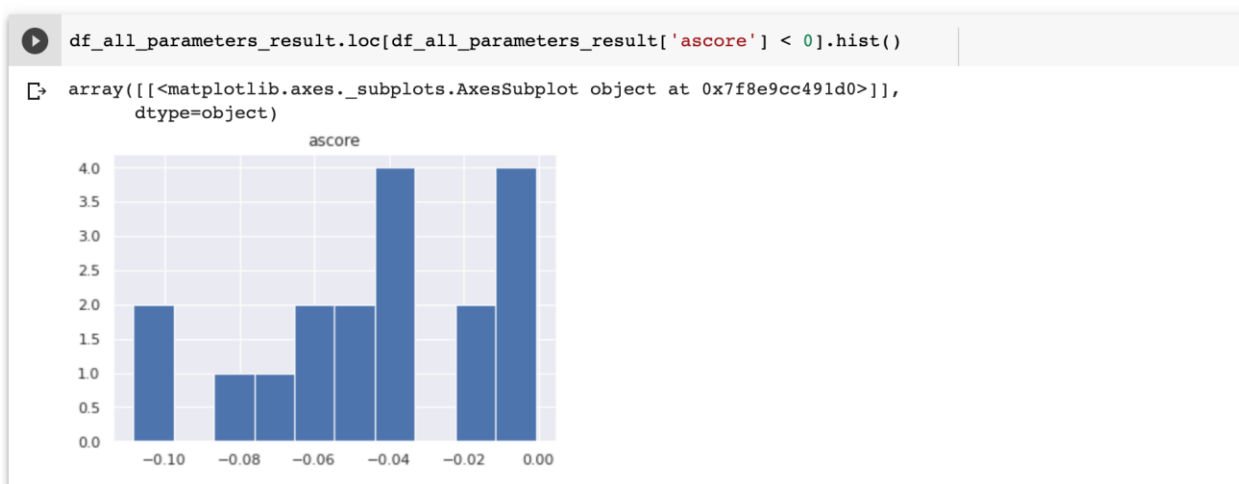 df_all_parameters_result.loc[df_all_parameters_result['ascore'] < 0].hist()
array([[<matplotlib.axes._subplots.AxesSubplot object at 0x7f8e9cc491d0>]],
dtype=object)
ascore
4.0
3.5
3.0
2.5
2.0
1.5
1.0
0.5
0.0
−0.10 −0.08 −0.06 −0.04 −0.02 0.00